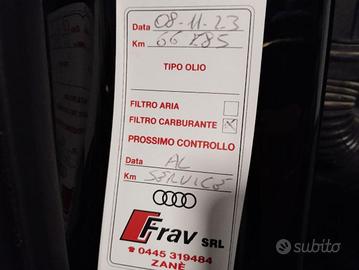 Data 08-11-23
Km 66785
TIPO OLIO
FILTRO ARIA
FILTRO CARBURANTE
PROSSIMO CONTROLLO
Data AL
Km SERVICE
Frav SRL
0445 319484
ZANÈ
subito